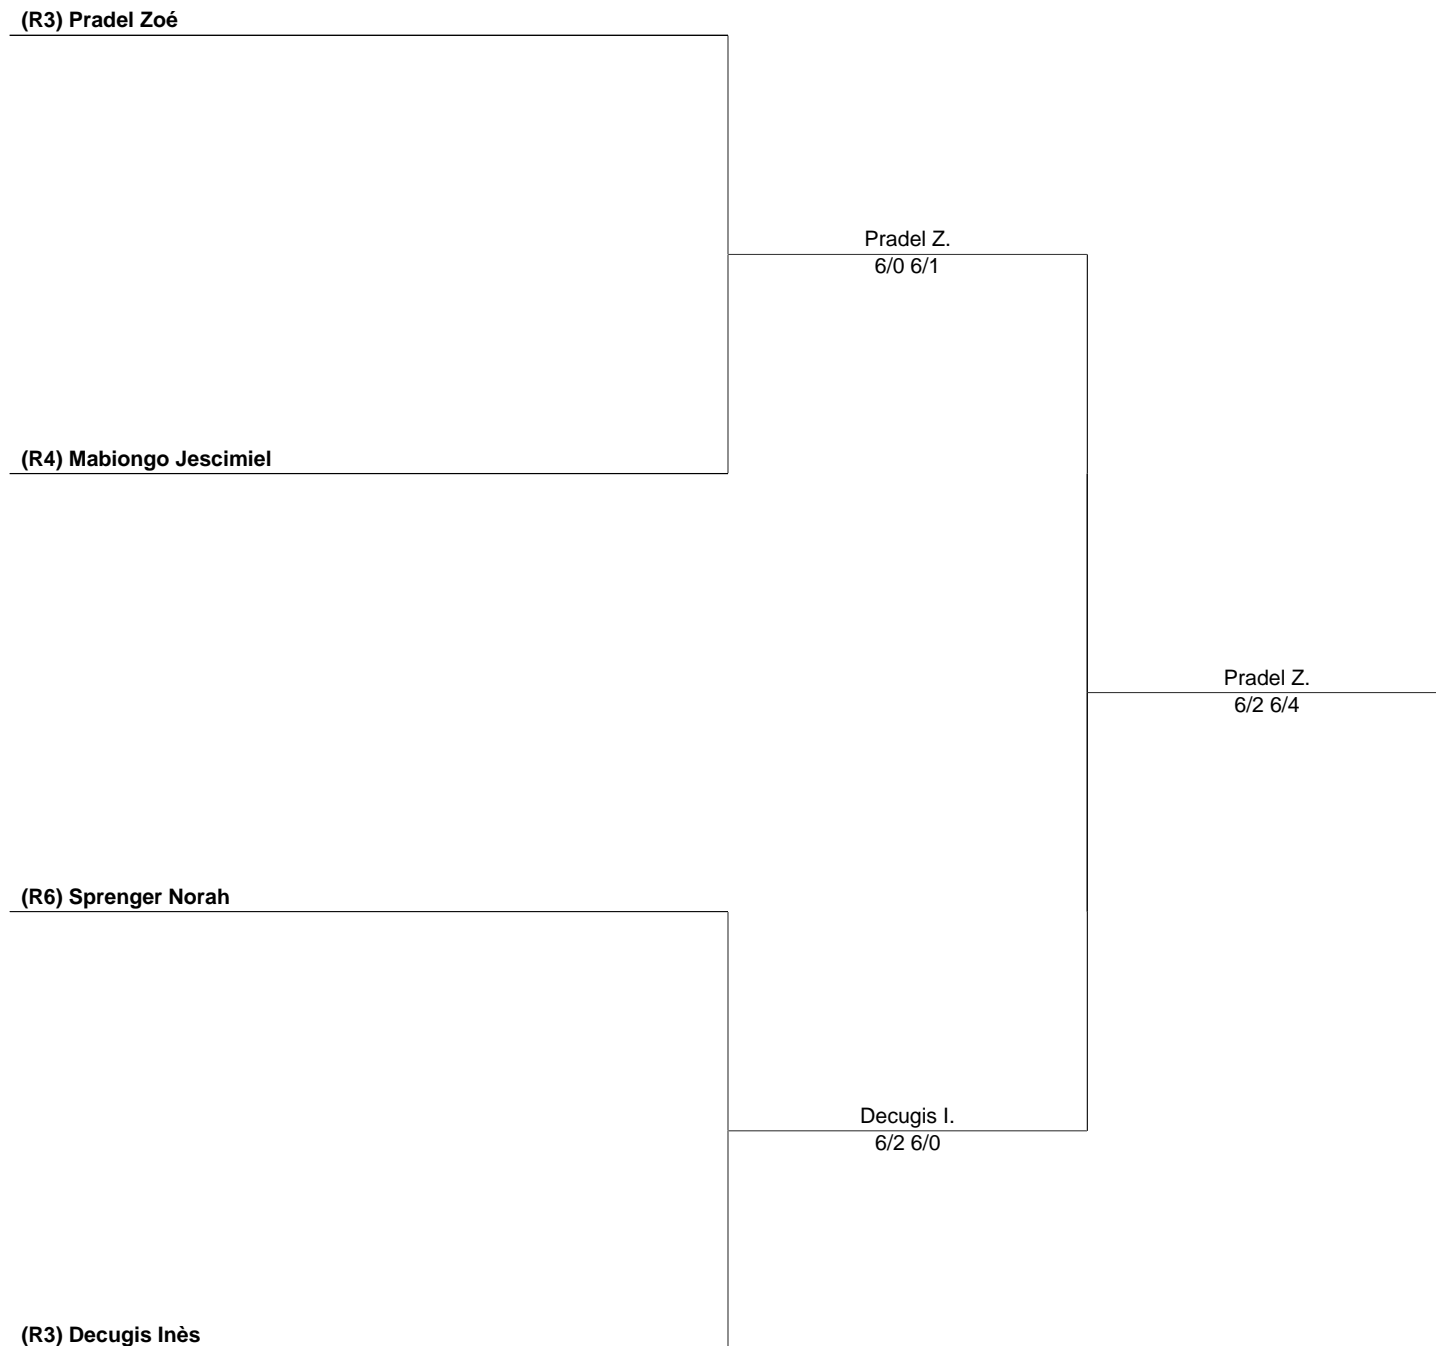 (R3) Pradel Zoé
Pradel Z.
6/0 6/1
(R4) Mabiongo Jescimiel
Pradel Z.
6/2 6/4
(R6) Sprenger Norah
Decugis I.
6/2 6/0
(R3) Decugis Inès